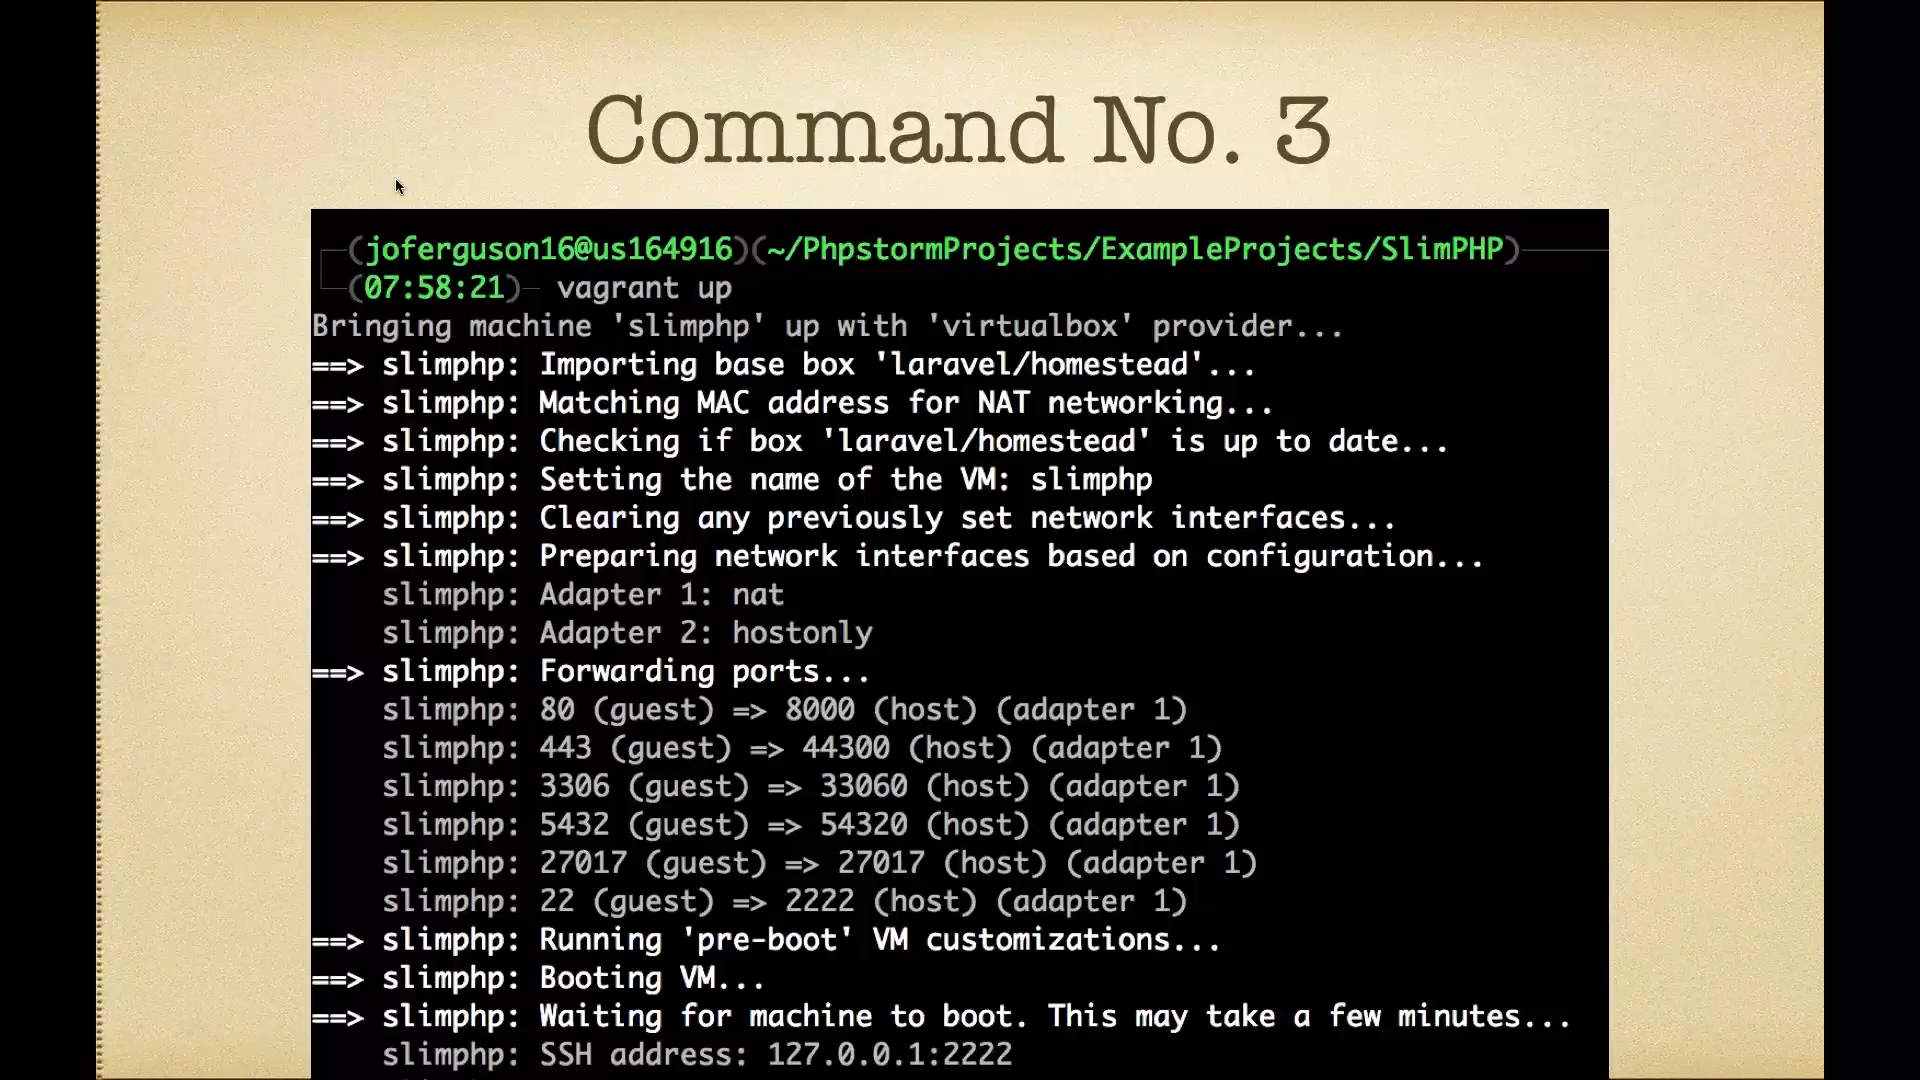 Command No. 3
(joferguson16@us164916)(~/PhpstormProjects/ExampleProjects/SlimPHP)
(07:58:21) vagrant up
Bringing machine 'slimphp' up with 'virtualbox' provider...
==> slimphp: Importing base box 'laravel/homestead'...
==> slimphp: Matching MAC address for NAT networking...
==> slimphp: Checking if box 'laravel/homestead' is up to date...
==> slimphp: Setting the name of the VM: slimphp
==> slimphp: Clearing any previously set network interfaces...
==> slimphp: Preparing network interfaces based on configuration...
slimphp: Adapter 1: nat
slimphp: Adapter 2: hostonly
==> slimphp: Forwarding ports...
slimphp: 80 (guest) => 8000 (host) (adapter 1)
slimphp: 443 (guest) => 44300 (host) (adapter 1)
slimphp: 3306 (guest) => 33060 (host) (adapter 1)
slimphp: 5432 (guest) => 54320 (host) (adapter 1)
slimphp: 27017 (guest) => 27017 (host) (adapter 1)
slimphp: 22 (guest) => 2222 (host) (adapter 1)
==> slimphp: Running 'pre-boot' VM customizations...
==> slimphp: Booting VM...
==> slimphp: Waiting for machine to boot. This may take a few minutes...
slimphp: SSH address: 127.0.0.1:2222